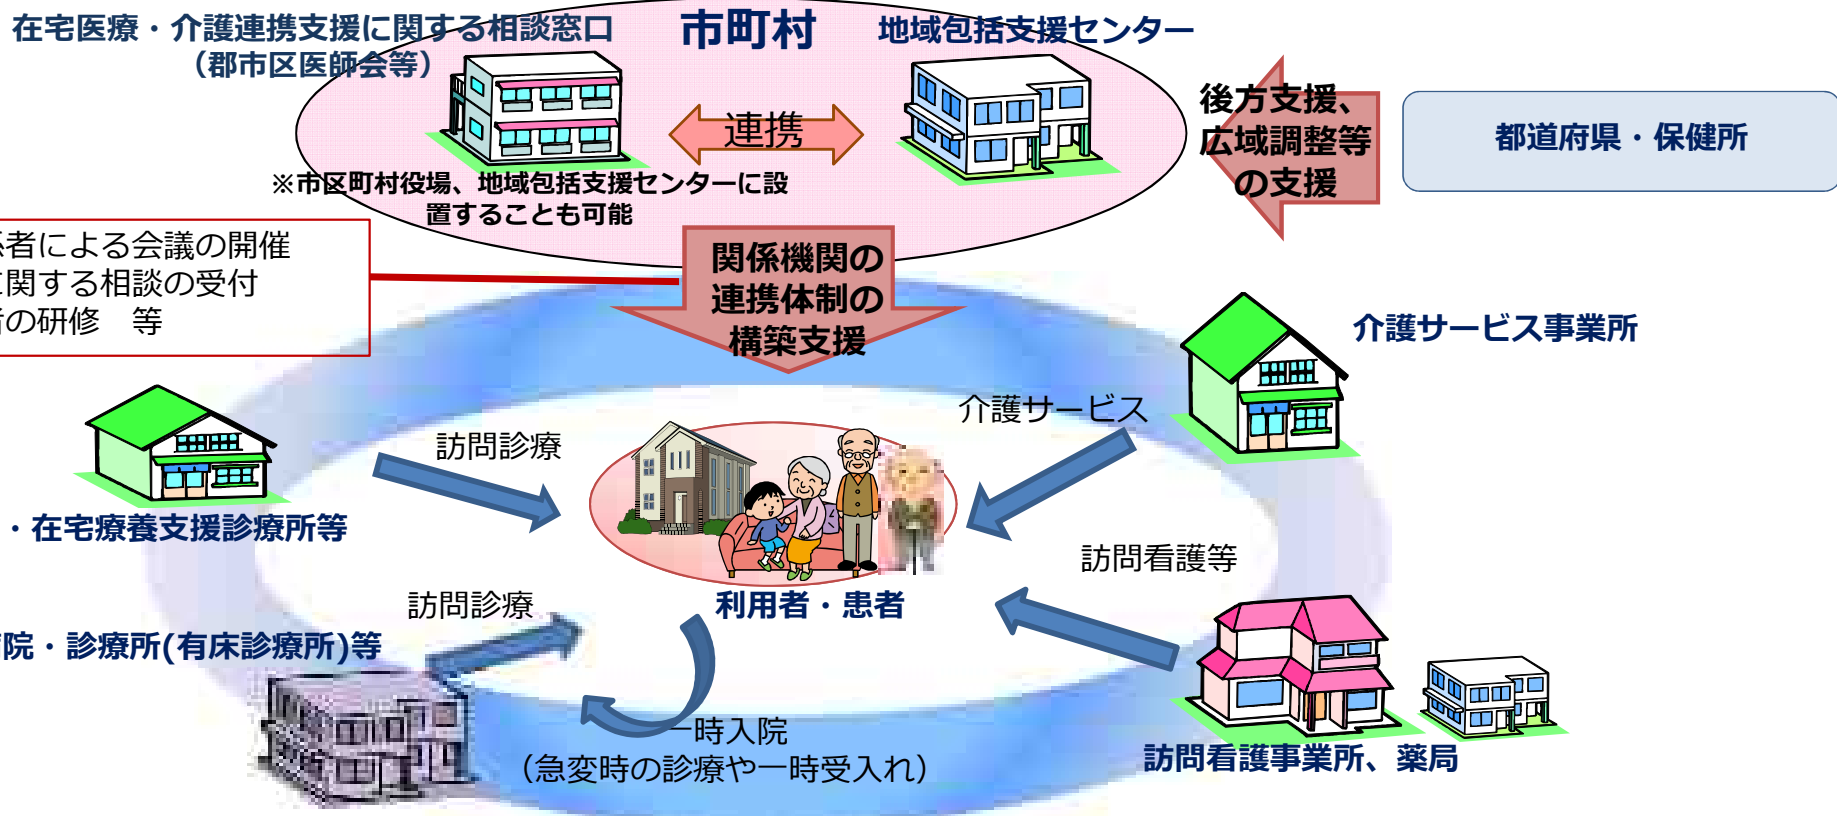 在宅医療・介護連携支援に関する相談窓口
（郡市区医師会等）
市町村
地域包括支援センター
連携
※市区町村役場、地域包括支援センターに設
置することも可能
後方支援、
広域調整等
の支援
都道府県・保健所
係者による会議の開催
に関する相談の受付
者の研修　等
関係機関の
連携体制の
構築支援
介護サービス事業所
介護サービス
訪問診療
・在宅療養支援診療所等
利用者・患者
訪問看護等
訪問診療
病院・診療所(有床診療所)等
一時入院
（急変時の診療や一時受入れ）
訪問看護事業所、薬局